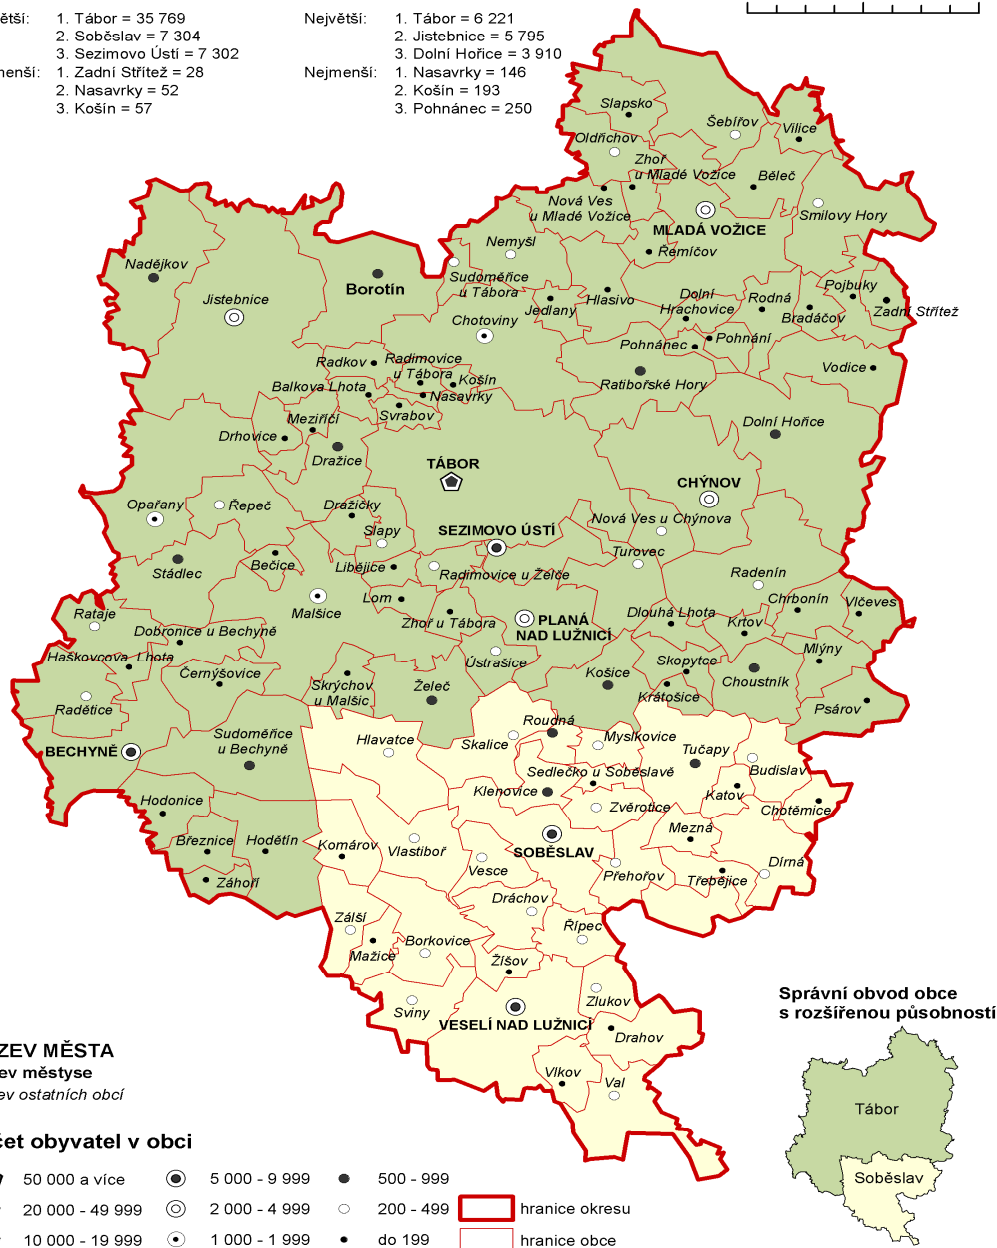 Největší:
1. Tábor = 35 769
2. Soběslav = 7 304
3. Sezimovo Ústí = 7 302
1. Zadní Střítež = 28
2. Nasavrky = 52
3. Košín = 57
1. Tábor = 6 221
2. Jistebnice = 5 795
3. Dolní Hořice = 3 910
Nejmenší:
1. Nasavrky = 146
2. Košín = 193
3. Pohnánec = 250
Slapsko
Šebířov
Vilice
Oldřichov
Zhoř
u Mladé Vožice
Běleč
Nová Ves
u Mladé Vožice
Smilovy Hory
MLADÁ VOŽICE
Nemyšl
Řemíčov
Nadějkov
Sudoměřice
u Tábora
Borotín
Jistebnice
Hlasivo
Dolní
Hrachovice
Rodná
Pojbuky
Jedlany
Bradáčov
Zadní Střítež
Chotoviny
Pohnání
Pohnánec
Radkov
Radimovice
u Tábora
Košín
Vodice
Balkova Lhota
Nasavrky
Ratibořské Hory
Svrabov
Meziříčí
Drhovice
Dolní Hořice
Dražice
TÁBOR
CHÝNOV
Opařany
Řepeč
Dražičky
Slapy
SEZIMOVO ÚSTÍ
Nová Ves u Chýnova
Turovec
Stádlec
Bečice
Libějice
Radimovice u Želče
Radenín
Rataje
Malšice
Lom
Zhoř u Tábora
PLANÁ
NAD LUŽNICÍ
Dlouhá Lhota
Chrbonín
Vlčeves
Krtov
Dobronice u Bechyně
Haškovcova Lhota
Ústrašice
Mlýny
Skopytce
Černýšovice
Skrýchov
u Malšic
Želeč
Košice
Krátošice
Choustník
Radětice
Psárov
Roudná
BECHYNĚ
Sudoměřice
u Bechyně
Hlavatce
Skalice
Myslkovice
Tučapy
Budislav
Sedlečko u Soběslavě
Klenovice
Katov
Hodonice
Zvěrotice
Chotěmice
Mezná
Březnice
Hodětín
Komárov
Vlastiboř
SOBĚSLAV
Vesce
Přehořov
Třebějice
Dírná
Záhoří
Dráchov
Zálší
Řípec
Mažice
Borkovice
Žíšov
Sviny
Zlukov
VESELÍ NAD LUŽNICÍ
Drahov
Vlkov
Val
Správní obvod obce
s rozšířenou působností
Tábor
Soběslav
MĚSTA
městyse
ostatních obcí
obyvatel v obci
50 000 a více
5 000 - 9 999
500 - 999
20 000 - 49 999
2 000 - 4 999
200 - 499
hranice okresu
10 000 - 19 999
1 000 - 1 999
do 199
hranice obce